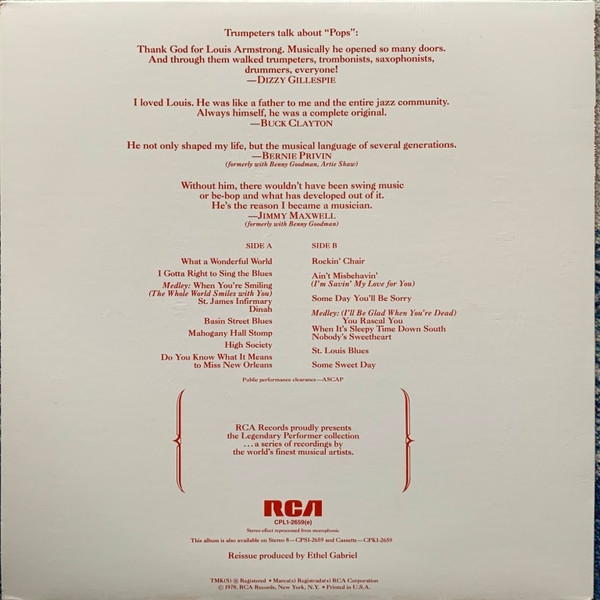 Trumpeters talk about "Pops":
Thank God for Louis Armstrong. Musically he opened so many doors.
And through them walked trumpeters, trombonists, saxophonists,
drummers, everyone!
—DIZZY GILLESPIE
I loved Louis. He was like a father to me and the entire jazz community.
Always himself, he was a complete original.
—BUCK CLAYTON
He not only shaped my life, but the musical language of several generations.
—BERNIE PRIVIN
(formerly with Benny Goodman, Artie Shaw)
Without him, there wouldn't have been swing music
or be-bop and what has developed out of it.
He's the reason I became a musician.
—JIMMY MAXWELL
(formerly with Benny Goodman)
SIDE A
What a Wonderful World
I Gotta Right to Sing the Blues
Medley: When You're Smiling
(The Whole World Smiles with You)
St. James Infirmary
Dinah
Basin Street Blues
Mahogany Hall Stomp
High Society
Do You Know What It Means
to Miss New Orleans
SIDE B
Rockin' Chair
Ain't Misbehavin'
(I'm Savin' My Love for You)
Some Day You'll Be Sorry
Medley: (I'll Be Glad When You're Dead)
You Rascal You
When It's Sleepy Time Down South
Nobody's Sweetheart
St. Louis Blues
Some Sweet Day
Public performance clearance—ASCAP
RCA Records proudly presents
the Legendary Performer collection
...a series of recordings by
the world's finest musical artists.
RCA
CPL1-2659(e)
Stereo effect reprocessed from monophonic
This album is also available on Stereo 8—CPS1-2659 and Cassette—CPK1-2659
Reissue produced by Ethel Gabriel
TMK(S) ® Registered • Marca(s) Registrada(s) RCA Corporation
© 1978, RCA Records, New York, N.Y. • Printed in U.S.A.